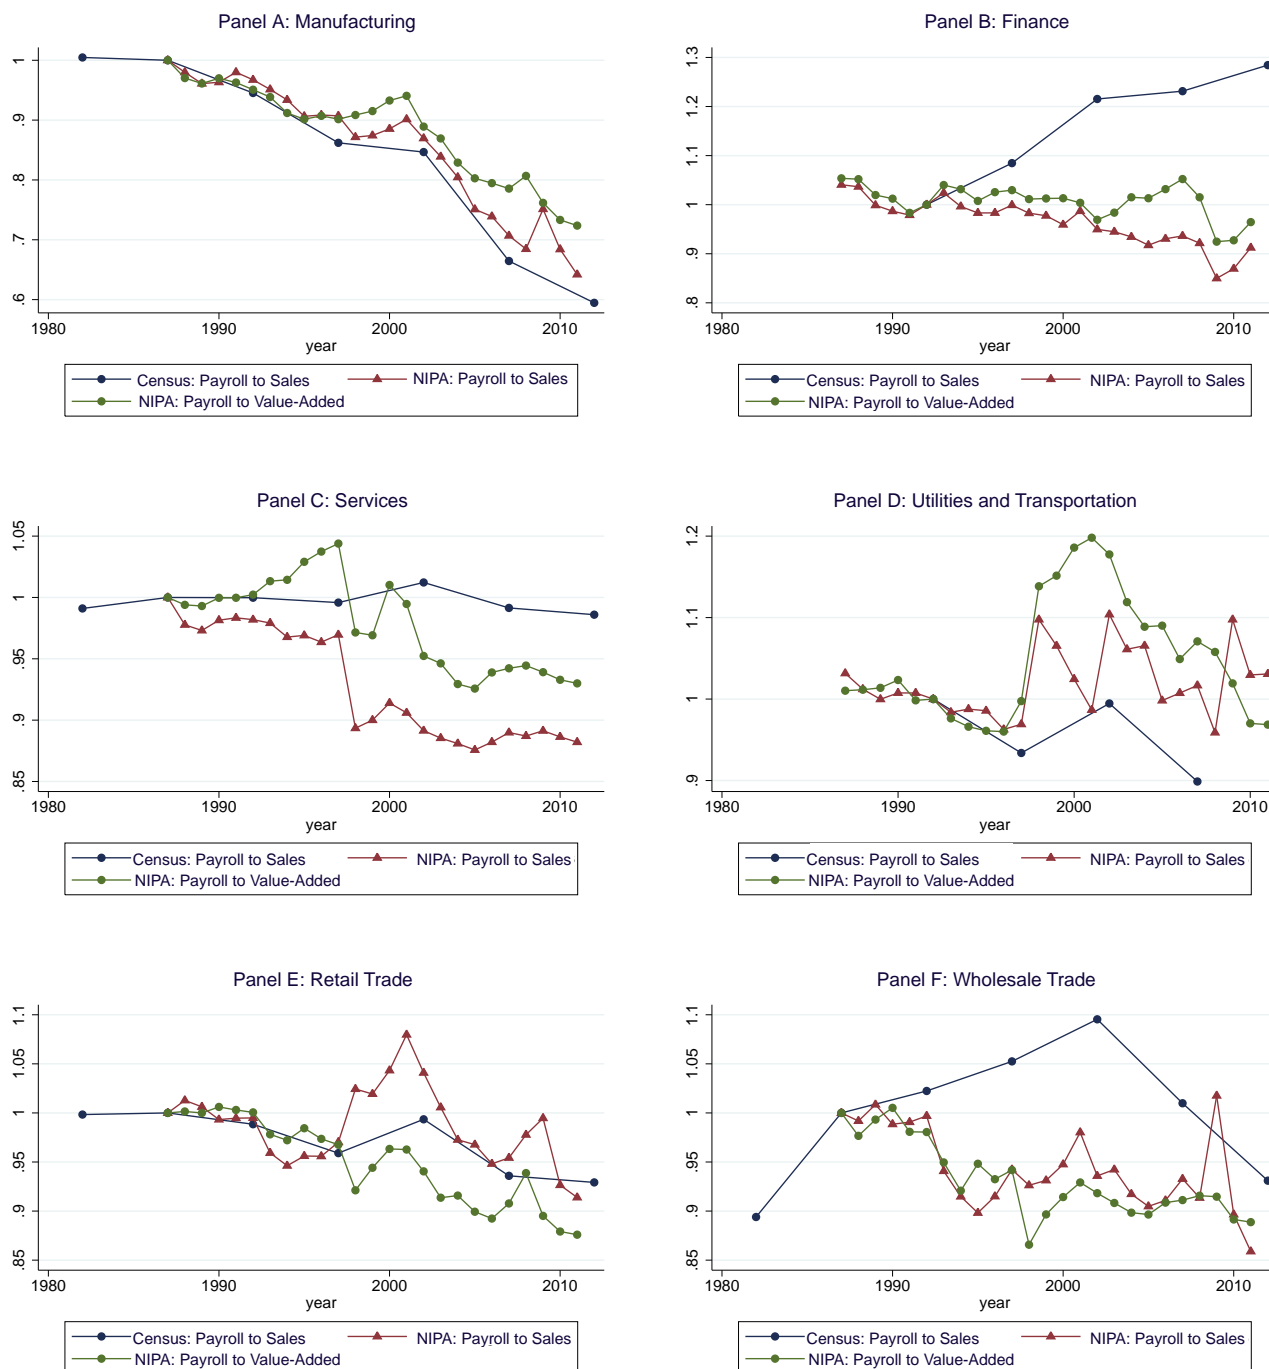 Panel A: Manufacturing
1
.9
.8
.7
.6
1980 1990 2000 2010
year
Census: Payroll to Sales NIPA: Payroll to Sales
NIPA: Payroll to Value-Added
Panel B: Finance
1.3
1.2
1.1
1
.9
.8
1980 1990 2000 2010
year
Census: Payroll to Sales NIPA: Payroll to Sales
NIPA: Payroll to Value-Added
Panel C: Services
1.05
1
.95
.9
.85
1980 1990 2000 2010
year
Census: Payroll to Sales NIPA: Payroll to Sales
NIPA: Payroll to Value-Added
Panel D: Utilities and Transportation
1.2
1.1
1
.9
1980 1990 2000 2010
year
Census: Payroll to Sales NIPA: Payroll to Sales
NIPA: Payroll to Value-Added
Panel E: Retail Trade
1.1
1.05
1
.95
.9
.85
1980 1990 2000 2010
year
Census: Payroll to Sales NIPA: Payroll to Sales
NIPA: Payroll to Value-Added
Panel F: Wholesale Trade
1.1
1.05
1
.95
.9
.85
1980 1990 2000 2010
year
Census: Payroll to Sales NIPA: Payroll to Sales
NIPA: Payroll to Value-Added